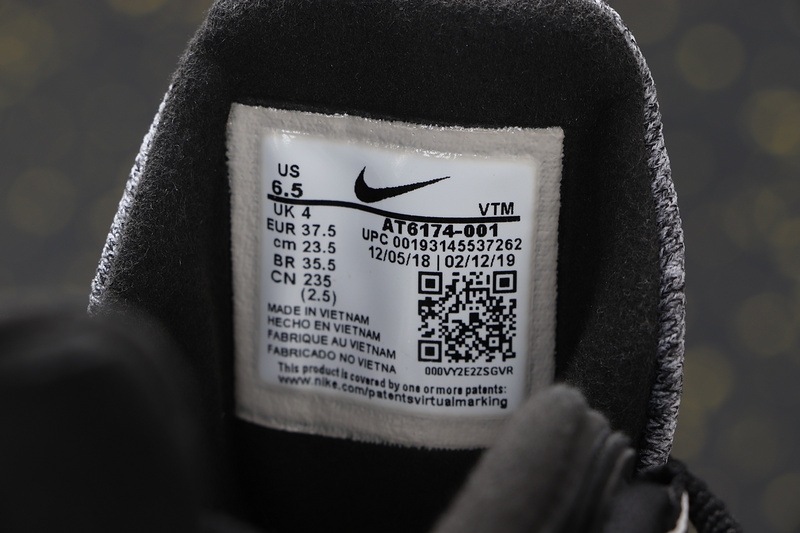 US
6.5
VTM
UK 4
AT6174-001
EUR 37.5
UPC 00193145537262
cm 23.5
12/05/18 | 02/12/19
BR 35.5
CN 235
(2.5)
MADE IN VIETNAM
HECHO EN VIETNAM
FABRIQUE AU VIETNAM
FABRICADO NO VIETNA
000VY2E2ZSGVR
This product is covered by one or more patents:
www.nike.com/patentsvirtualmarking